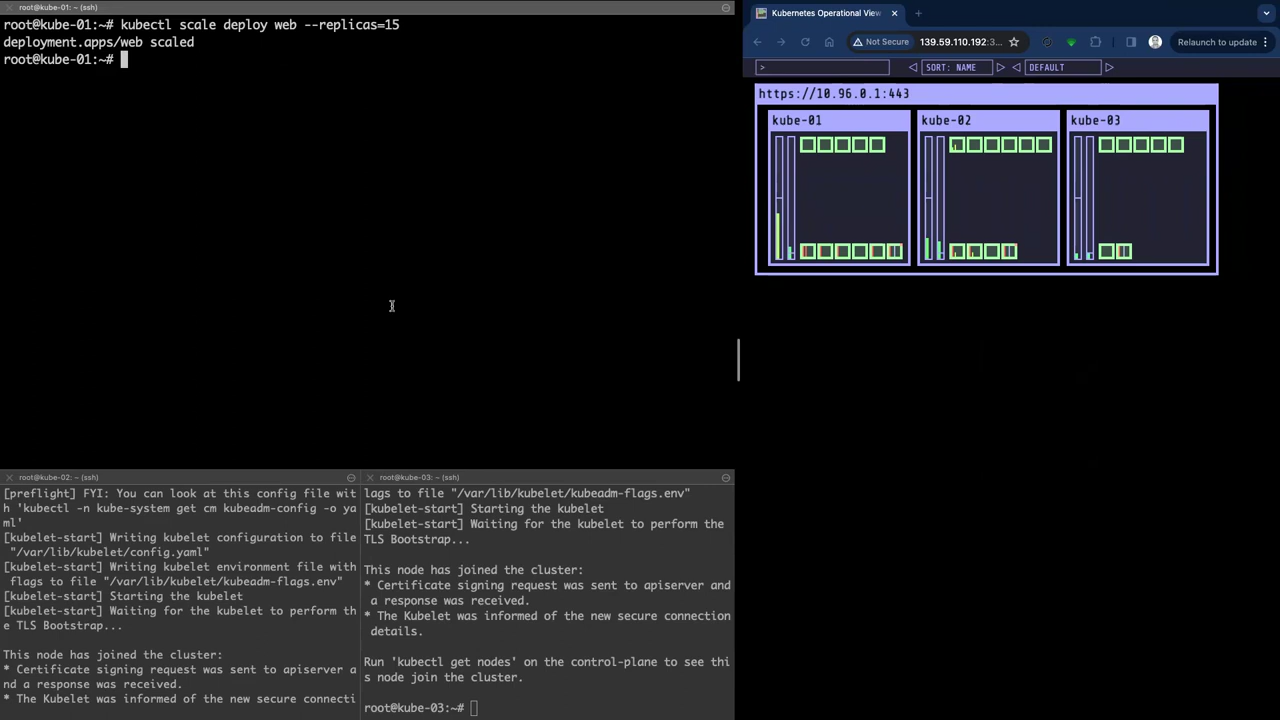 root@kube-01: ~ (ssh)
root@kube-01:~# kubectl scale deploy web --replicas=15
deployment.apps/web scaled
root@kube-01:~#
root@kube-02: ~ (ssh)
[preflight] FYI: You can look at this config file wit
h 'kubectl -n kube-system get cm kubeadm-config -o ya
ml'
[kubelet-start] Writing kubelet configuration to file
"/var/lib/kubelet/config.yaml"
[kubelet-start] Writing kubelet environment file with
flags to file "/var/lib/kubelet/kubeadm-flags.env"
[kubelet-start] Starting the kubelet
[kubelet-start] Waiting for the kubelet to perform th
e TLS Bootstrap...
This node has joined the cluster:
* Certificate signing request was sent to apiserver a
nd a response was received.
* The Kubelet was informed of the new secure connecti
root@kube-03: ~ (ssh)
lags to file "/var/lib/kubelet/kubeadm-flags.env"
[kubelet-start] Starting the kubelet
[kubelet-start] Waiting for the kubelet to perform the
TLS Bootstrap...
This node has joined the cluster:
* Certificate signing request was sent to apiserver and
a response was received.
* The Kubelet was informed of the new secure connection
details.
Run 'kubectl get nodes' on the control-plane to see thi
s node join the cluster.
root@kube-03:~#
Kubernetes Operational View
Not Secure 139.59.110.192:3... Relaunch to update
> SORT: NAME DEFAULT
https://10.96.0.1:443
kube-01 kube-02 kube-03